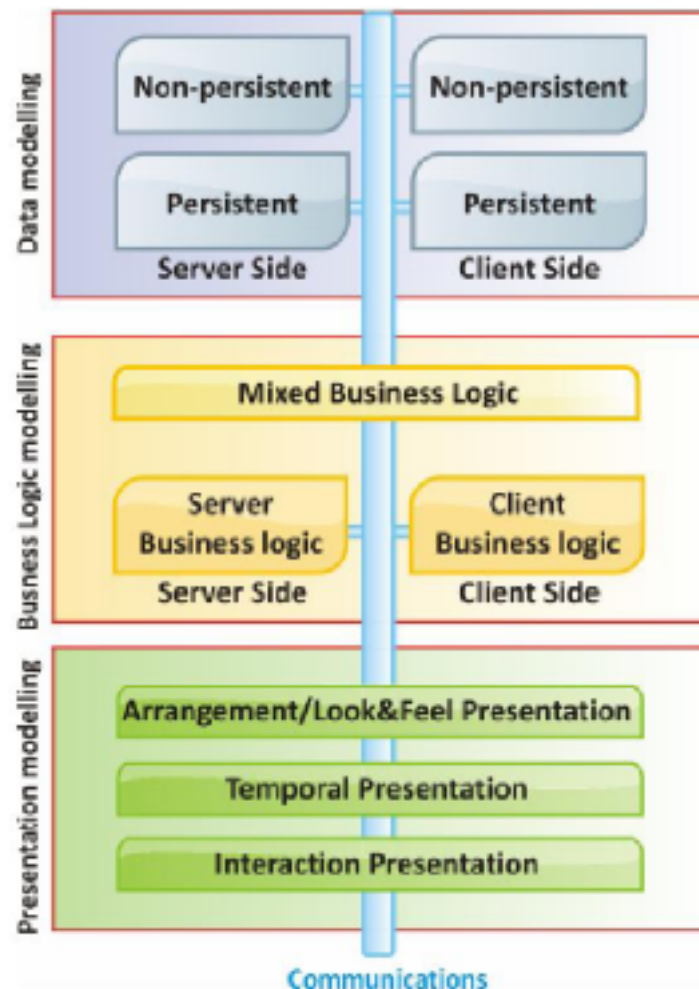 Data modelling
Non-persistent
Non-persistent
Persistent
Persistent
Server Side
Client Side
Busness Logic modelling
Mixed Business Logic
Server
Business logic
Client
Business logic
Server Side
Client Side
Presentation modelling
Arrangement/Look&Feel Presentation
Temporal Presentation
Interaction Presentation
Communications